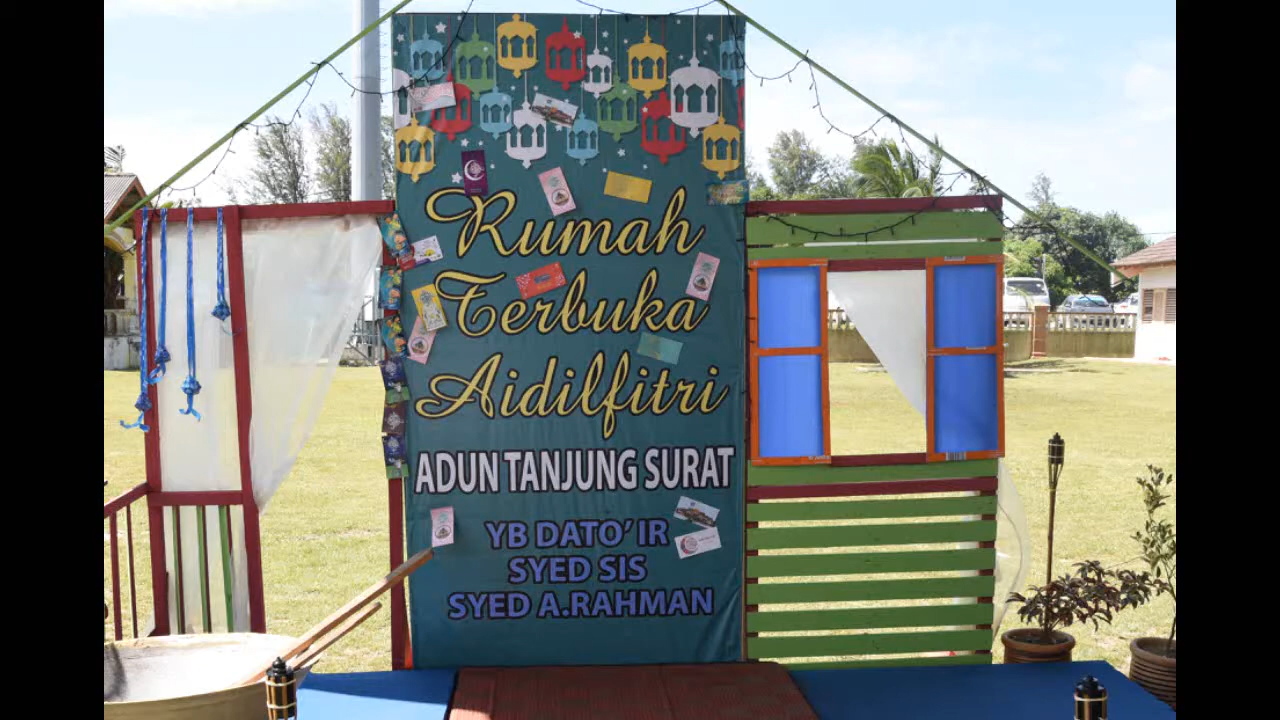 Rumah
Terbuka
Aidilfitri
ADUN TANJUNG SURAT
YB DATO' IR
SYED SIS
SYED A.RAHMAN